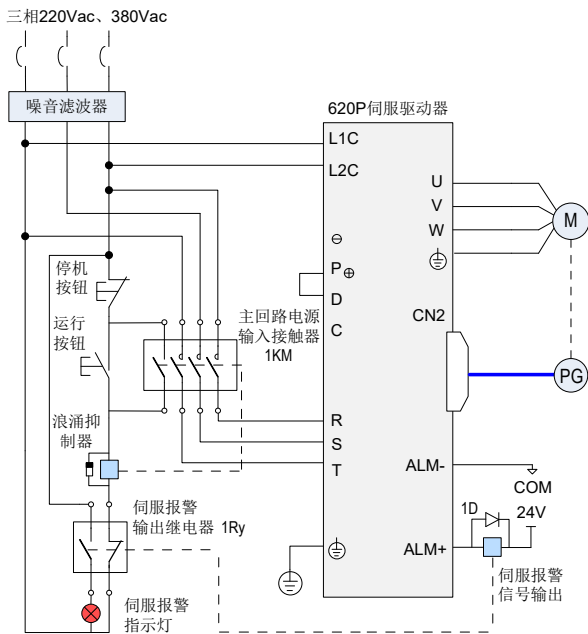 三相220Vac、380Vac
噪音滤波器
620P伺服驱动器
L1C
L2C
U
V
W
M
⊖
P⊕
D
C
停机
按钮
运行
按钮
主回路电源
输入接触器
1KM
CN2
PG
R
S
T
浪涌抑
制器
ALM-
COM
24V
1D
ALM+
伺服报警
输出继电器 1Ry
伺服报警
信号输出
伺服报警
指示灯